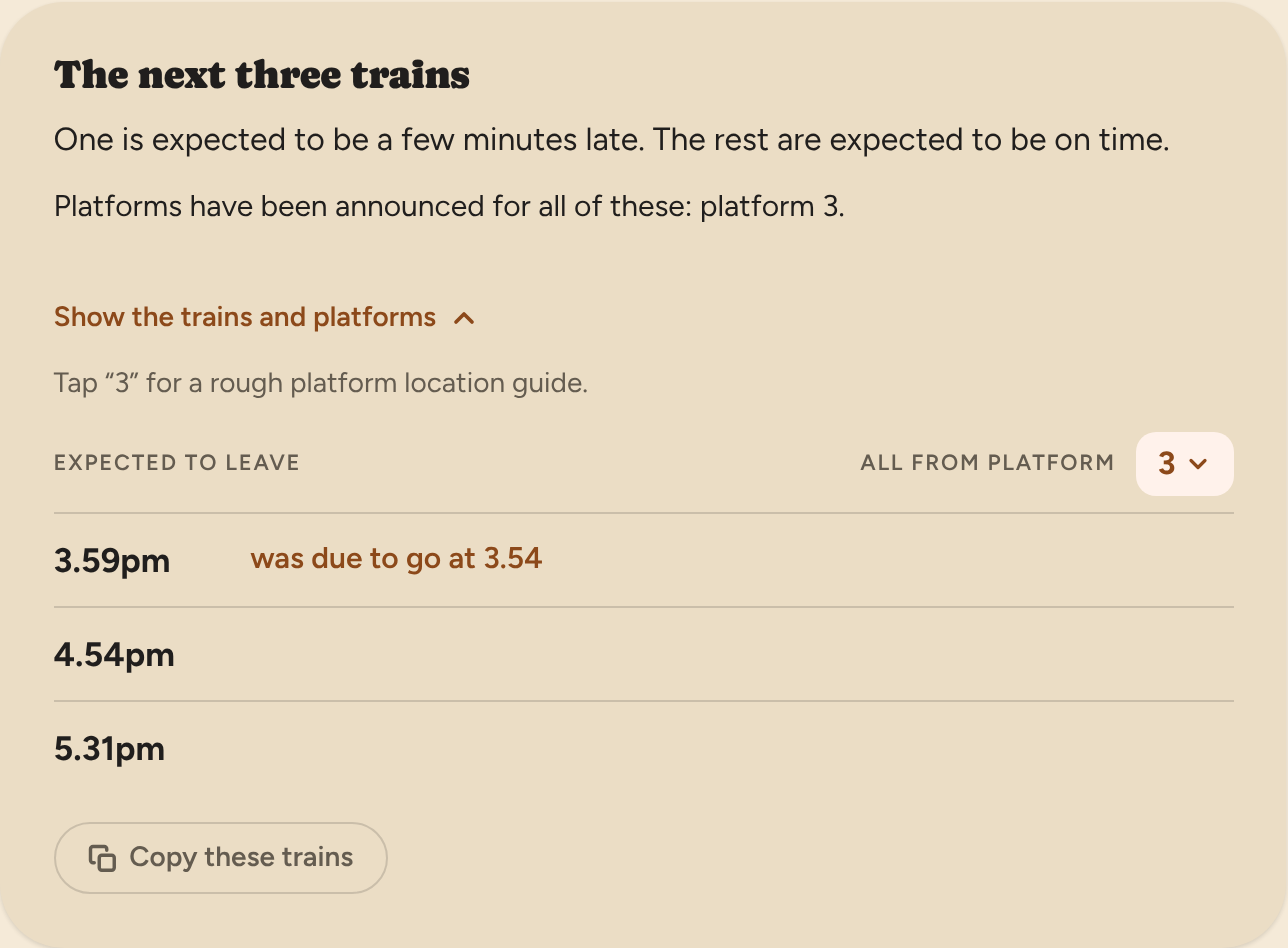 The next three trains
One is expected to be a few minutes late. The rest are expected to be on time.
Platforms have been announced for all of these: platform 3.
Show the trains and platforms
Tap “3” for a rough platform location guide.
EXPECTED TO LEAVE ALL FROM PLATFORM 3
3.59pm was due to go at 3.54
4.54pm
5.31pm
Copy these trains